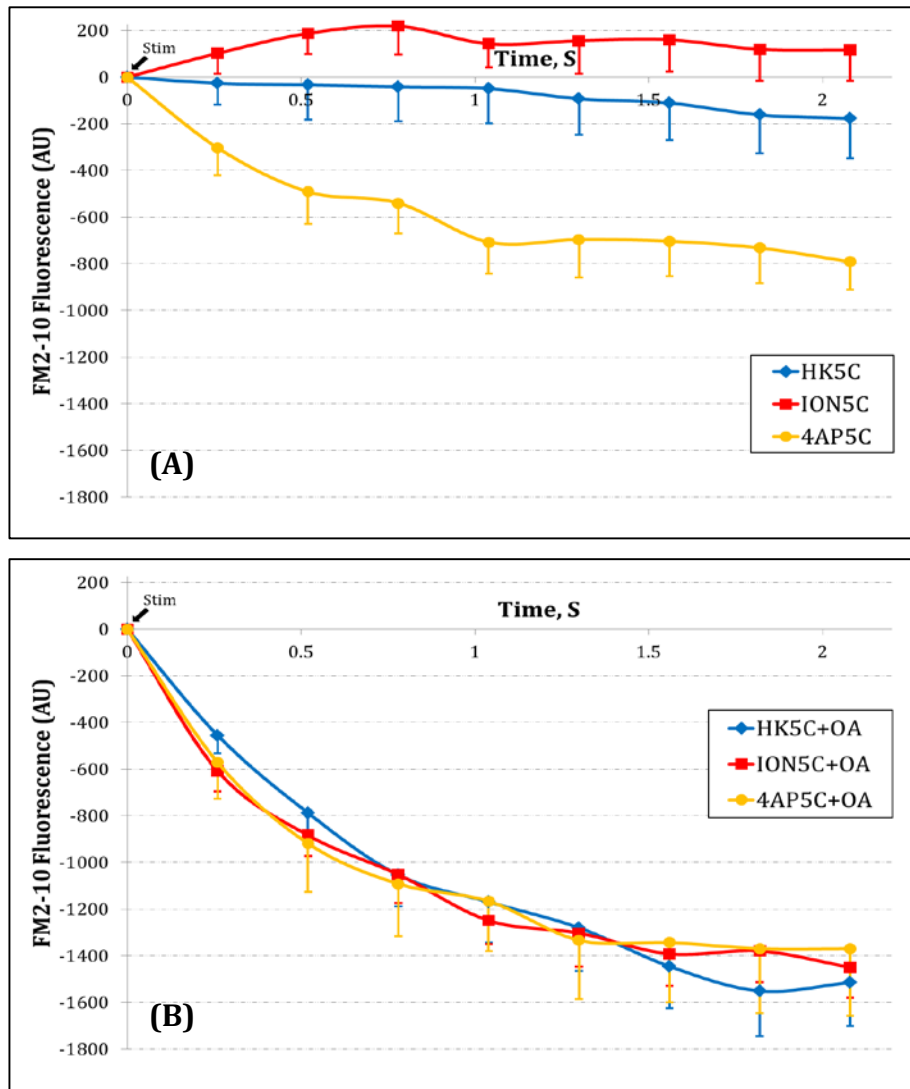 200
0
-200
-400
-600
-800
-1000
-1200
-1400
-1600
-1800
FM2-10 Fluorescence (AU)
Stim
Time, S
0
0.5
1
1.5
2
HK5C
ION5C
4AP5C
(A)
200
0
-200
-400
-600
-800
-1000
-1200
-1400
-1600
-1800
FM2-10 Fluorescence (AU)
Stim
Time, S
0
0.5
1
1.5
2
HK5C+OA
ION5C+OA
4AP5C+OA
(B)